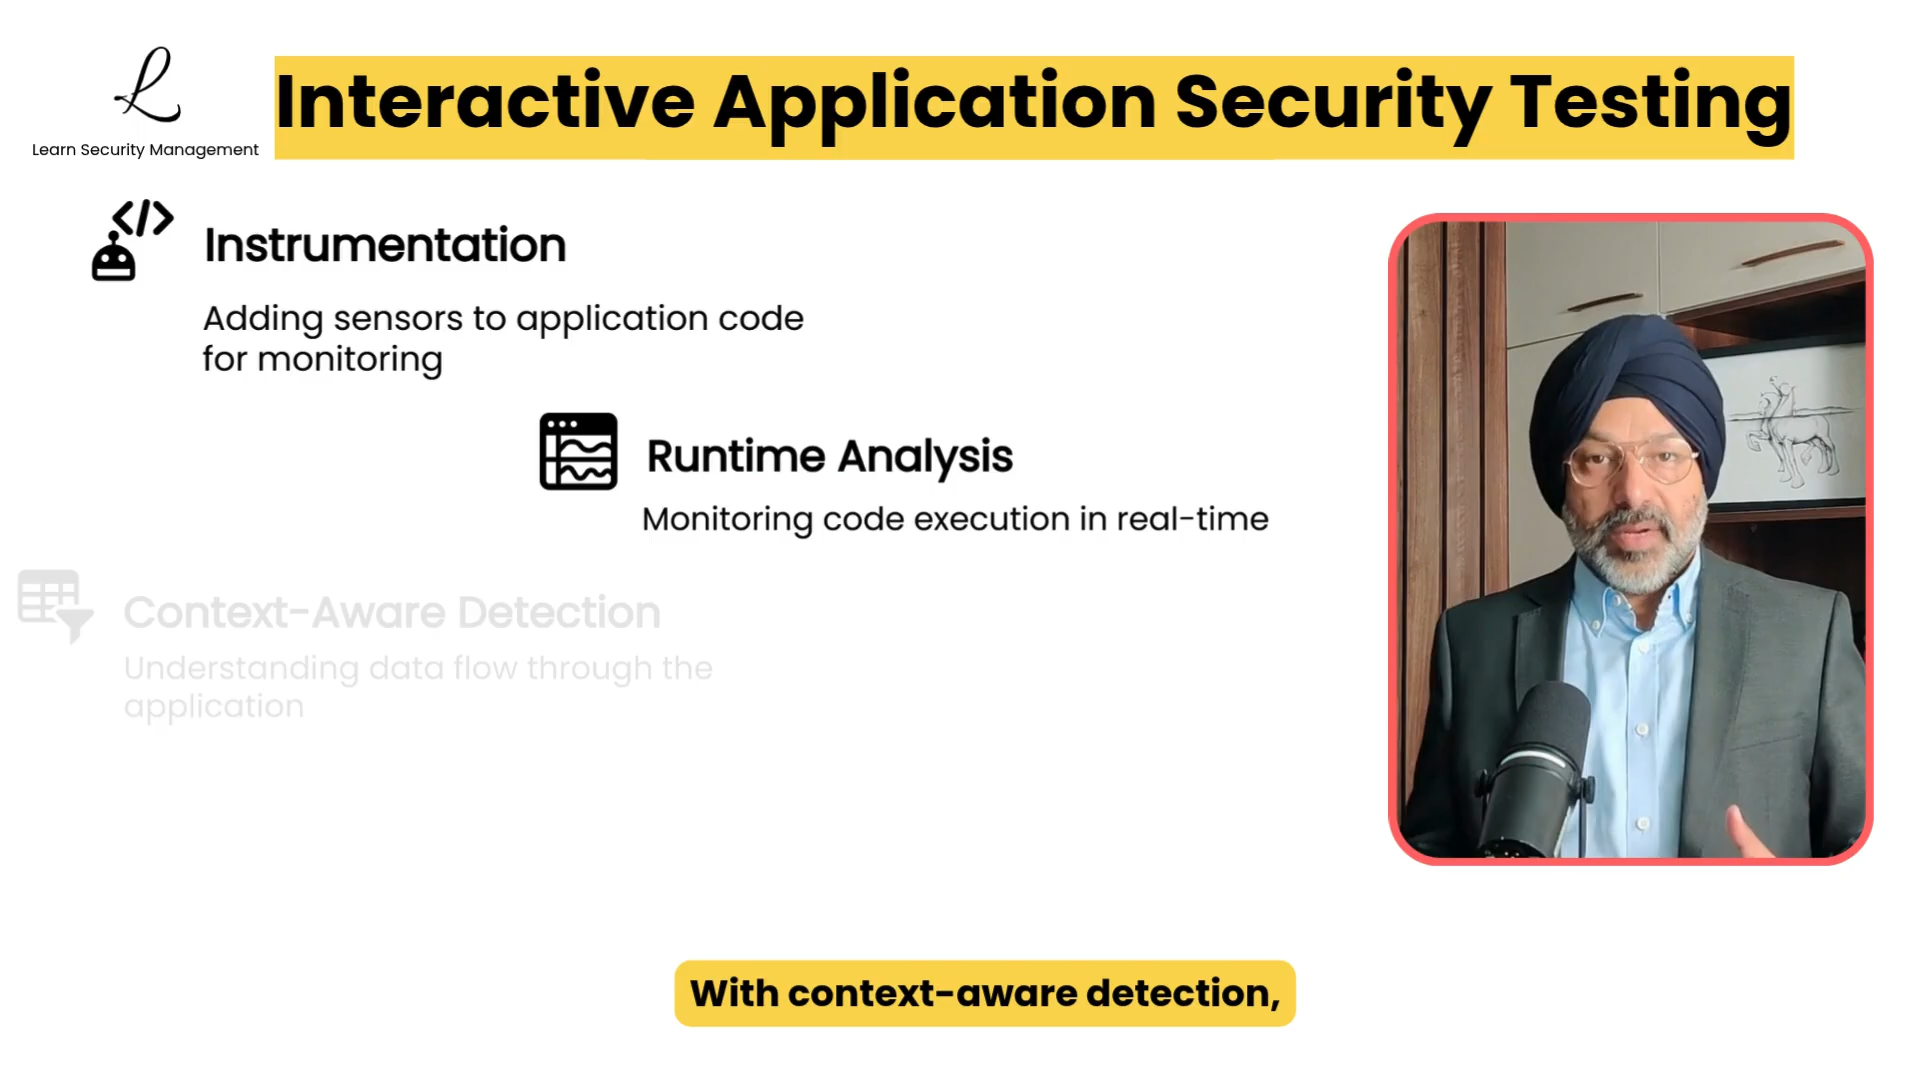 L
Learn Security Management
Interactive Application Security Testing
Instrumentation
Adding sensors to application code
for monitoring
Runtime Analysis
Monitoring code execution in real-time
Context-Aware Detection
Understanding data flow through the
application
With context-aware detection,